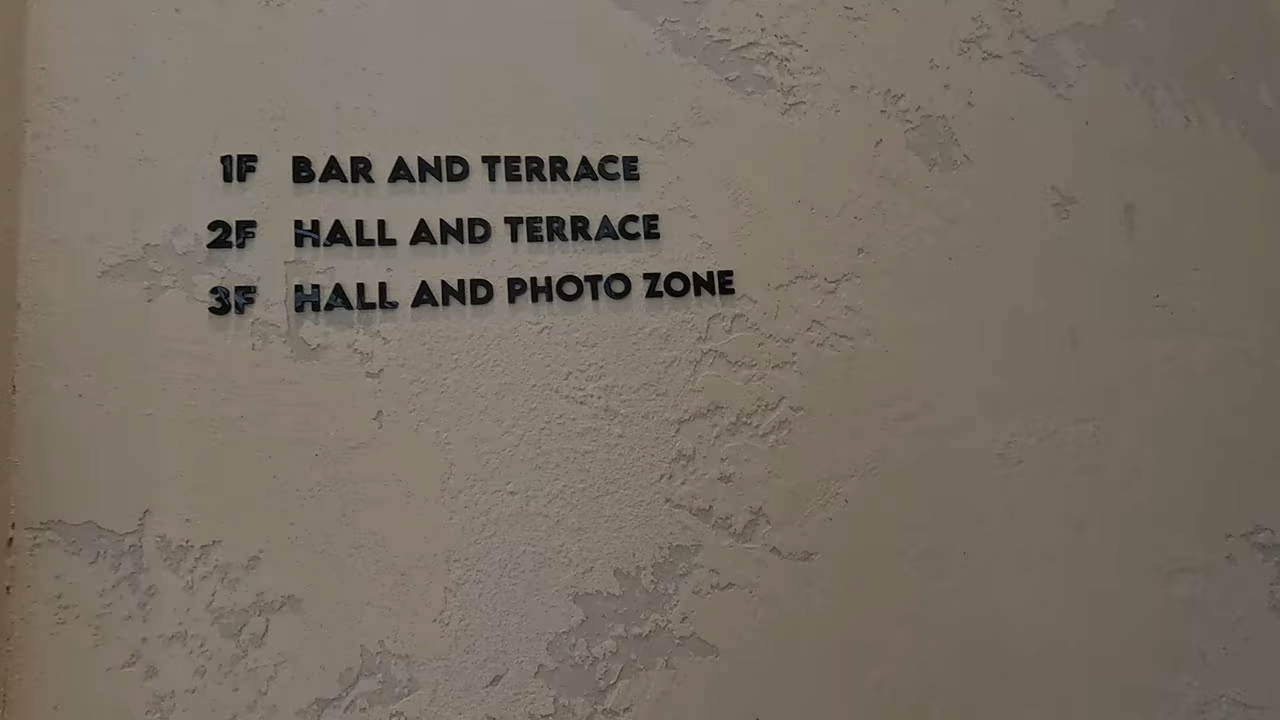 1F BAR AND TERRACE
2F HALL AND TERRACE
3F HALL AND PHOTO ZONE